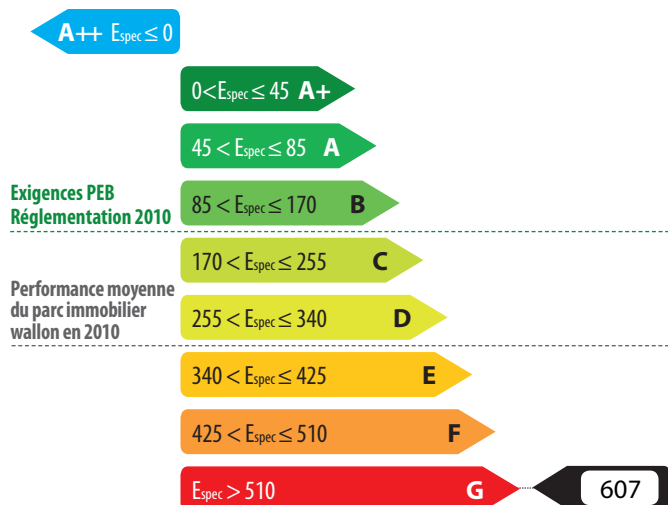 A++ Espec ≤ 0
0<Espec ≤ 45 A+
45 < Espec ≤ 85 A
Exigences PEB
Réglementation 2010
85 < Espec ≤ 170 B
170 < Espec ≤ 255 C
Performance moyenne
du parc immobilier
wallon en 2010
255 < Espec ≤ 340 D
340 < Espec ≤ 425 E
425 < Espec ≤ 510 F
Espec > 510 G 607